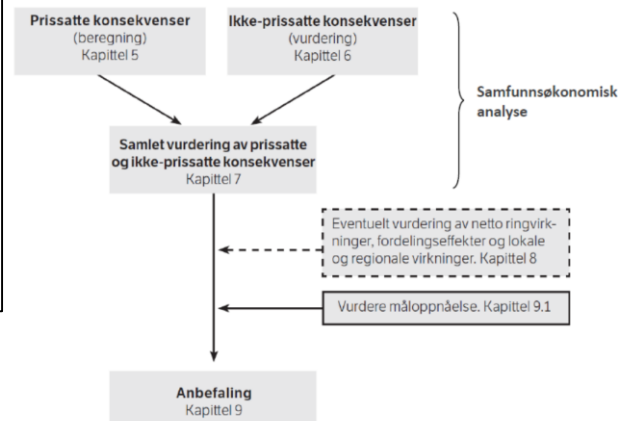 Prissatte konsekvenser
(beregning)
Kapittel 5
Ikke-prissatte konsekvenser
(vurdering)
Kapittel 6
Samfunnsøkonomisk
analyse
Samlet vurdering av prissatte
og ikke-prissatte konsekvenser
Kapittel 7
Eventuelt vurdering av netto ringvirk-
ninger, fordelingseffekter og lokale
og regionale virkninger. Kapittel 8
Vurdere måloppnåelse. Kapittel 9.1
Anbefaling
Kapittel 9